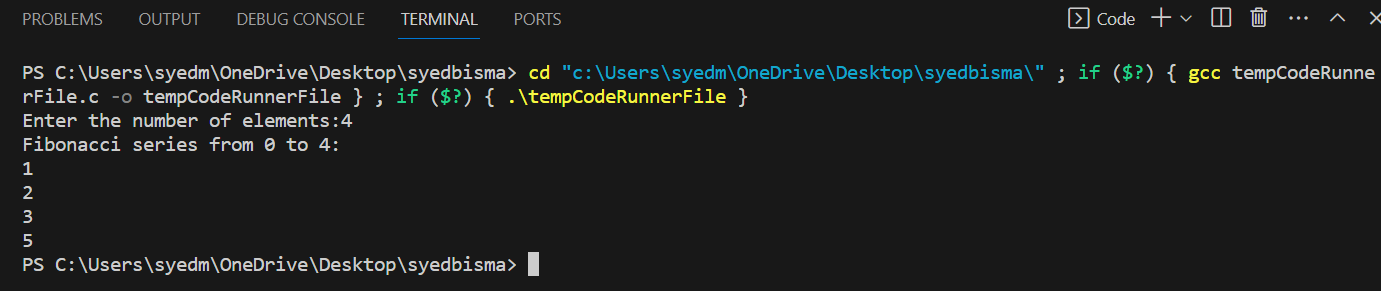 PROBLEMS OUTPUT DEBUG CONSOLE TERMINAL PORTS Code
PS C:\Users\syedm\OneDrive\Desktop\syedbisma> cd "c:\Users\syedm\OneDrive\Desktop\syedbisma\" ; if ($?) { gcc tempCodeRunne
rFile.c -o tempCodeRunnerFile } ; if ($?) { .\tempCodeRunnerFile }
Enter the number of elements:4
Fibonacci series from 0 to 4:
1
2
3
5
PS C:\Users\syedm\OneDrive\Desktop\syedbisma>